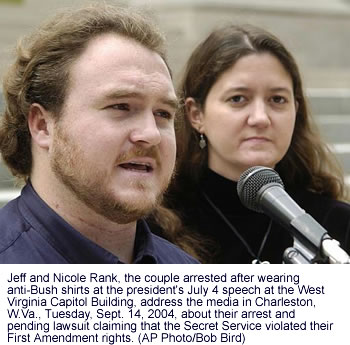 Jeff and Nicole Rank, the couple arrested after wearing
anti-Bush shirts at the president's July 4 speech at the West
Virginia Capitol Building, address the media in Charleston,
W.Va., Tuesday, Sept. 14, 2004, about their arrest and
pending lawsuit claiming that the Secret Service violated their
First Amendment rights. (AP Photo/Bob Bird)